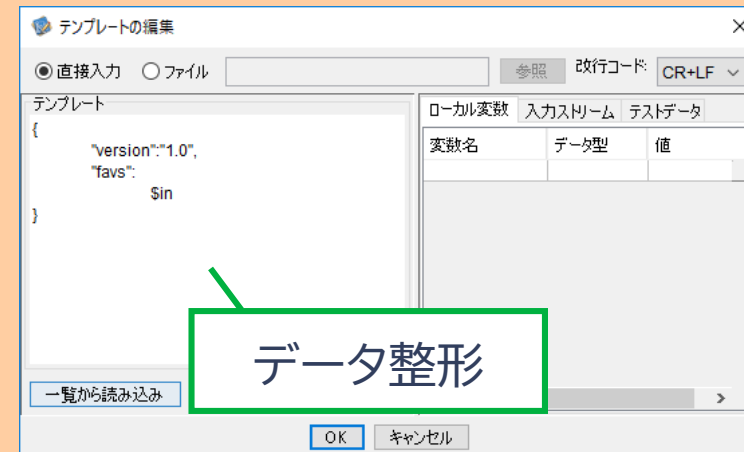 テンプレートの編集
直接入力 ファイル 参照 改行コード: CR+LF
テンプレート
{
"version":"1.0",
"favs":
$in
}
ローカル変数 入力ストリーム テストデータ
変数名 データ型 値
データ整形
一覧から読み込み
OK キャンセル